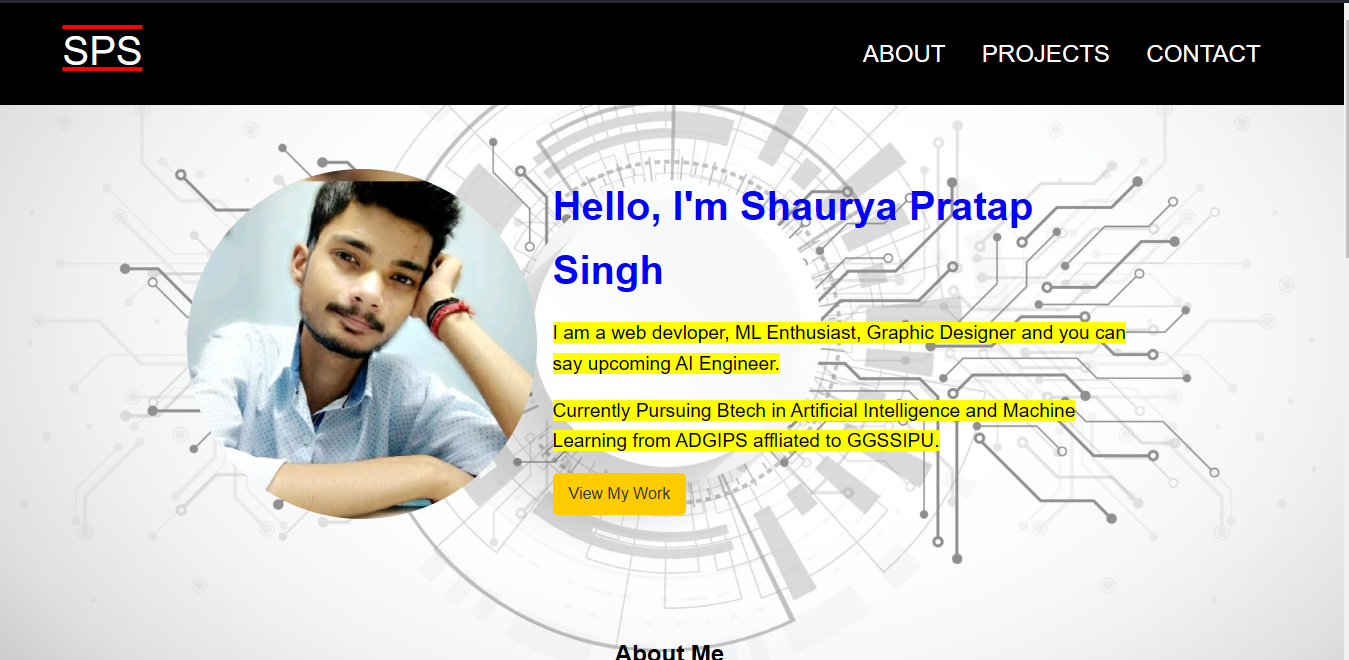 SPS
ABOUT PROJECTS CONTACT
Hello, I'm Shaurya Pratap
Singh
I am a web devloper, ML Enthusiast, Graphic Designer and you can
say upcoming AI Engineer.
Currently Pursuing Btech in Artificial Intelligence and Machine
Learning from ADGIPS affliated to GGSSIPU.
View My Work
About Me